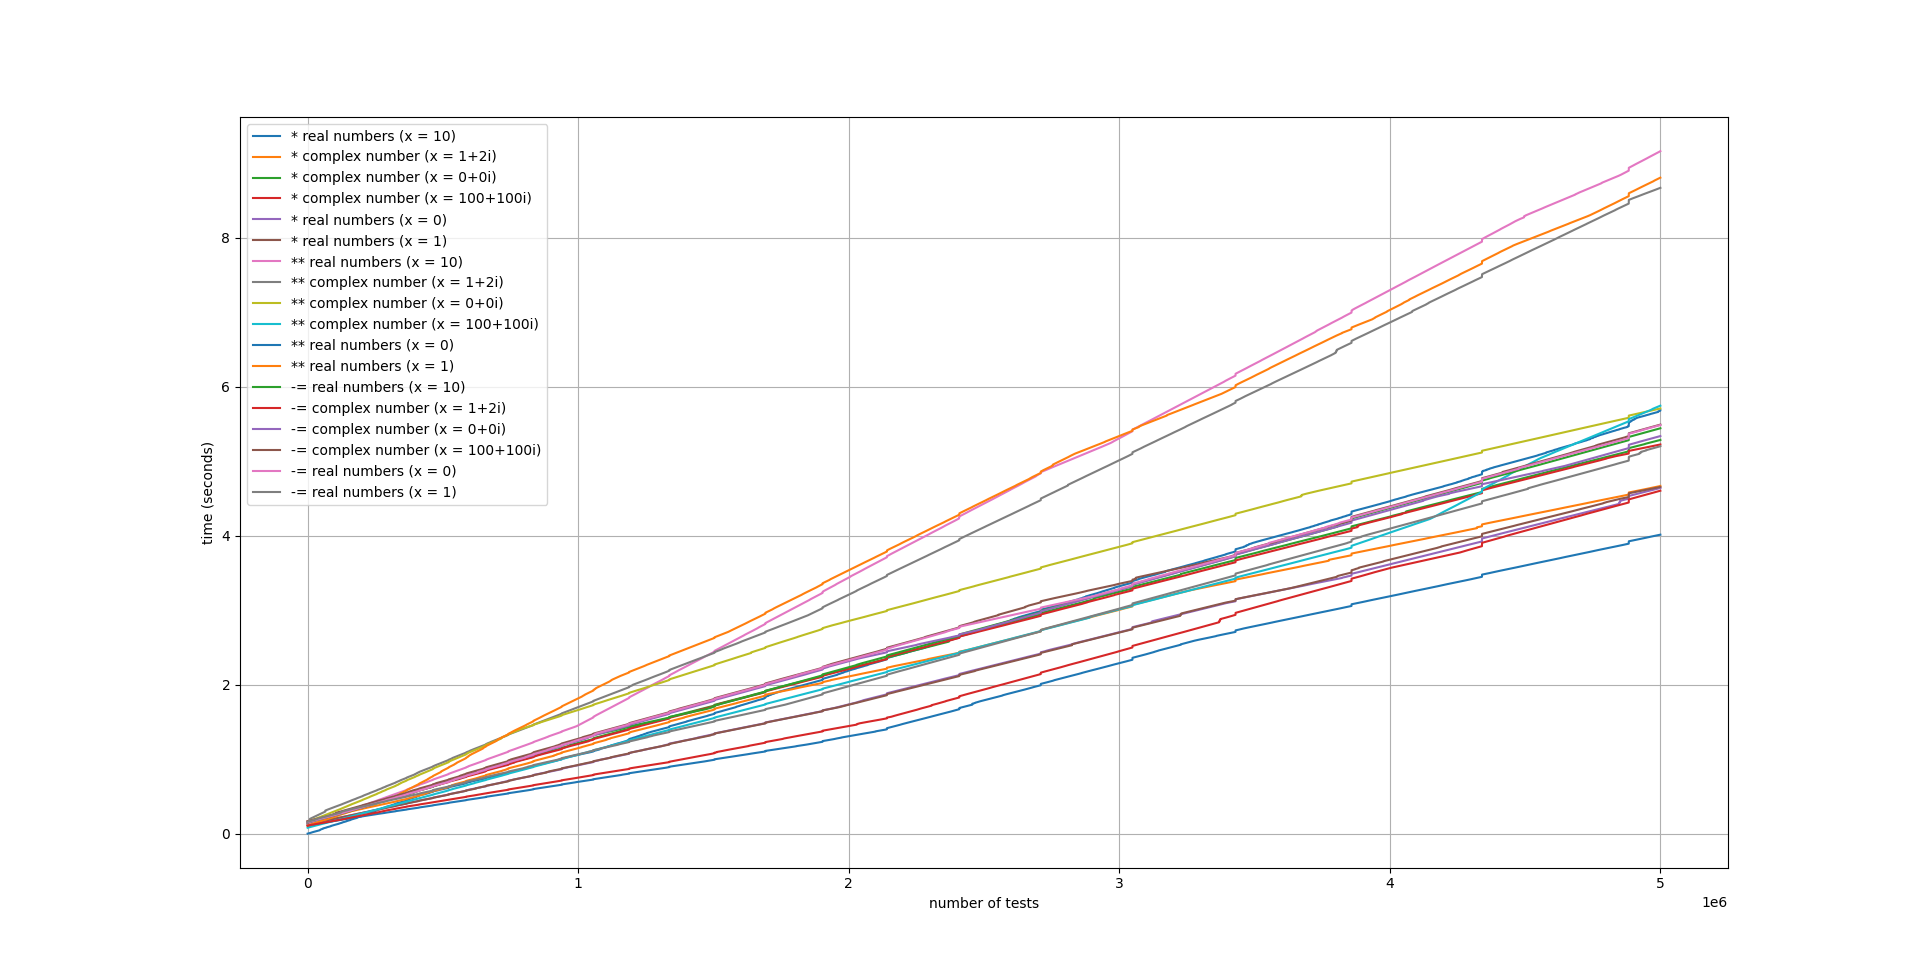 * real numbers (x = 10)
* complex number (x = 1+2i)
* complex number (x = 0+0i)
* complex number (x = 100+100i)
* real numbers (x = 0)
* real numbers (x = 1)
** real numbers (x = 10)
** complex number (x = 1+2i)
** complex number (x = 0+0i)
** complex number (x = 100+100i)
** real numbers (x = 0)
** real numbers (x = 1)
-= real numbers (x = 10)
-= complex number (x = 1+2i)
-= complex number (x = 0+0i)
-= complex number (x = 100+100i)
-= real numbers (x = 0)
-= real numbers (x = 1)
time (seconds)
8
6
4
2
0
0 1 2 3 4 5
number of tests
1e6